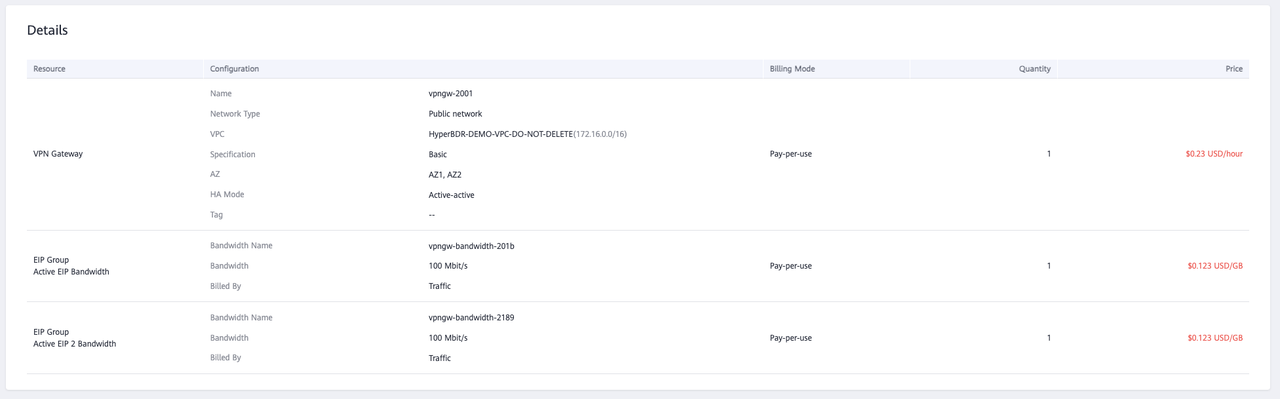 Details
Resource Configuration Billing Mode Quantity Price
Name vpngw-2001
Network Type Public network
VPC HyperBDR-DEMO-VPC-DO-NOT-DELETE(172.16.0.0/16)
VPN Gateway Specification Basic Pay-per-use 1 $0.23 USD/hour
AZ AZ1, AZ2
HA Mode Active-active
Tag --
Bandwidth Name vpngw-bandwidth-201b
EIP Group
Active EIP Bandwidth
Bandwidth 100 Mbit/s Pay-per-use 1 $0.123 USD/GB
Billed By Traffic
Bandwidth Name vpngw-bandwidth-2189
EIP Group
Active EIP 2 Bandwidth
Bandwidth 100 Mbit/s Pay-per-use 1 $0.123 USD/GB
Billed By Traffic